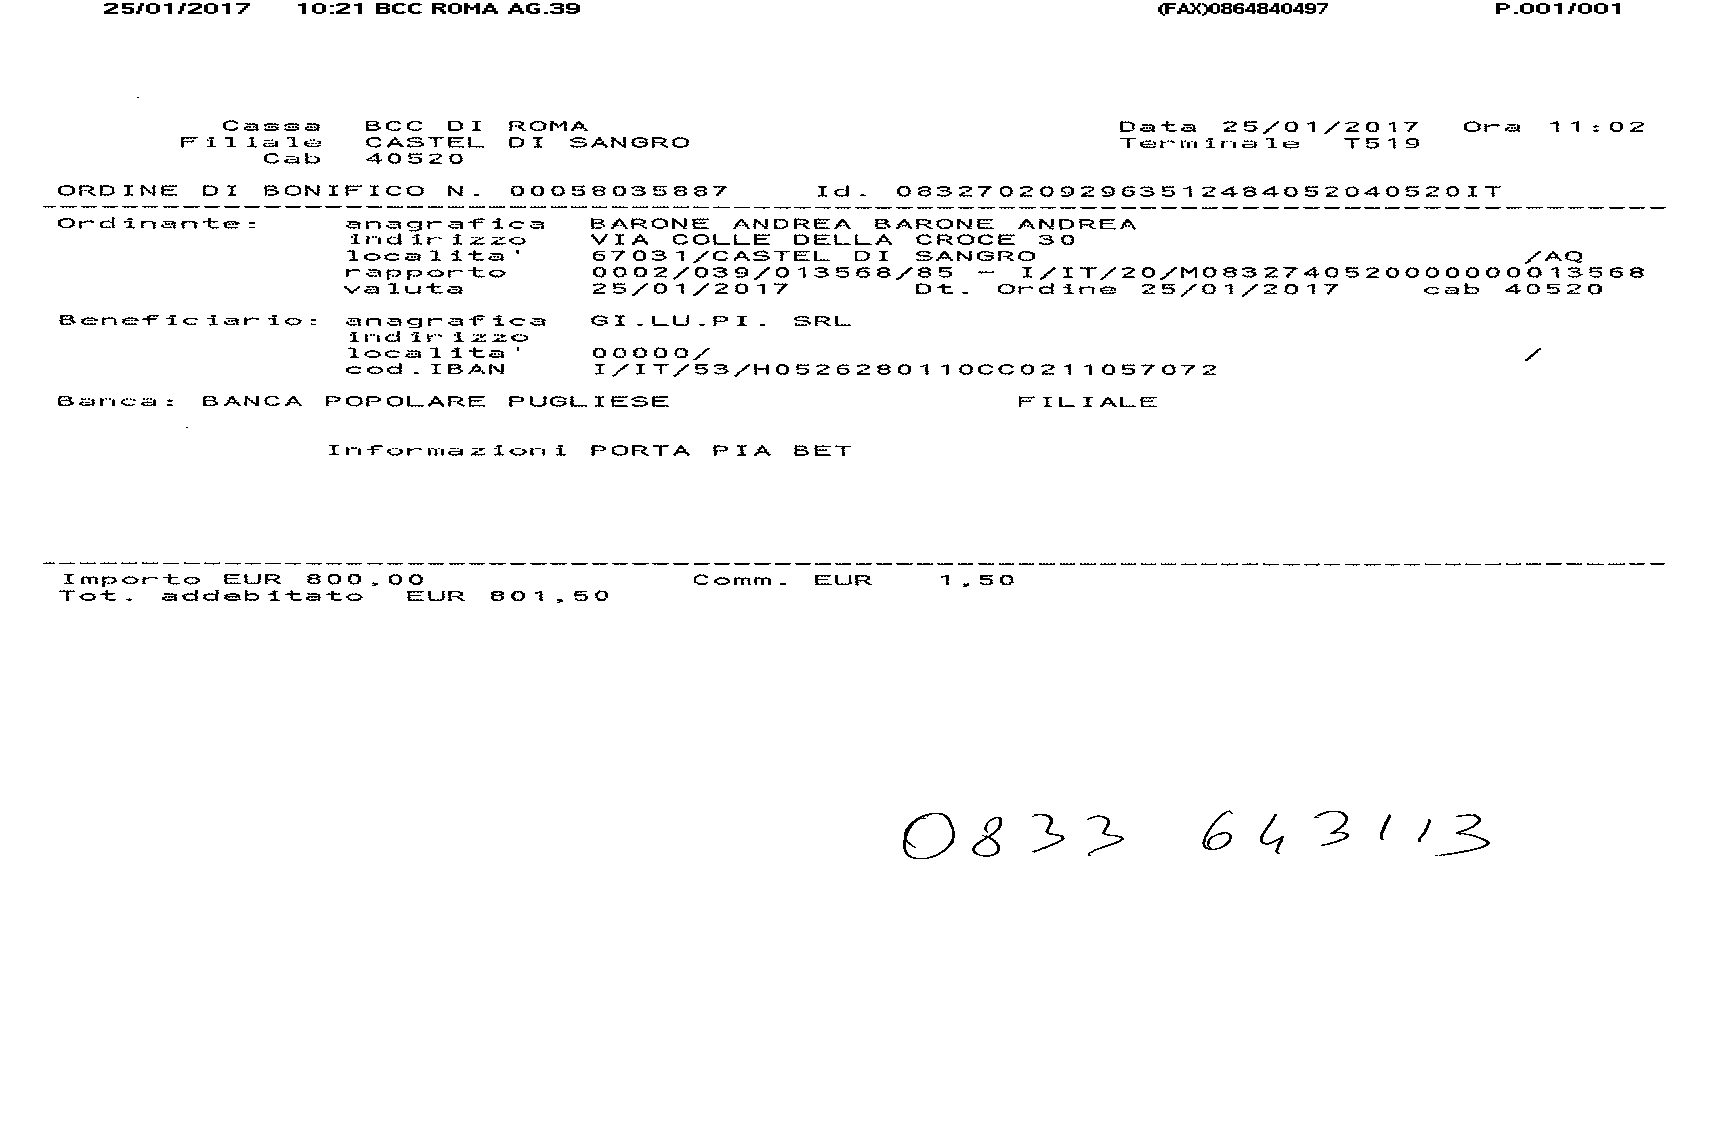 25/01/2017 10:21 BCC ROMA AG.39 (FAX)0864840497 P.001/001
Cassa BCC DI ROMA Data 25/01/2017 Ora 11:02
Filiale CASTEL DI SANGRO Terminale T519
Cab 40520
ORDINE DI BONIFICO N. 00058035887 Id. 0832702092963512484052040520IT
Ordinante: anagrafica BARONE ANDREA BARONE ANDREA
indirizzo VIA COLLE DELLA CROCE 30
localita' 67031/CASTEL DI SANGRO /AQ
rapporto 0002/039/013568/85 - I/IT/20/M0832740520000000013568
valuta 25/01/2017 Dt. Ordine 25/01/2017 cab 40520
Beneficiario: anagrafica GI.LU.PI. SRL
indirizzo
localita' 00000/ /
cod.IBAN I/IT/53/H0526280110CC0211057072
Banca: BANCA POPOLARE PUGLIESE FILIALE
Informazioni PORTA PIA BET
Importo EUR 800,00 Comm. EUR 1,50
Tot. addebitato EUR 801,50
0833 643113